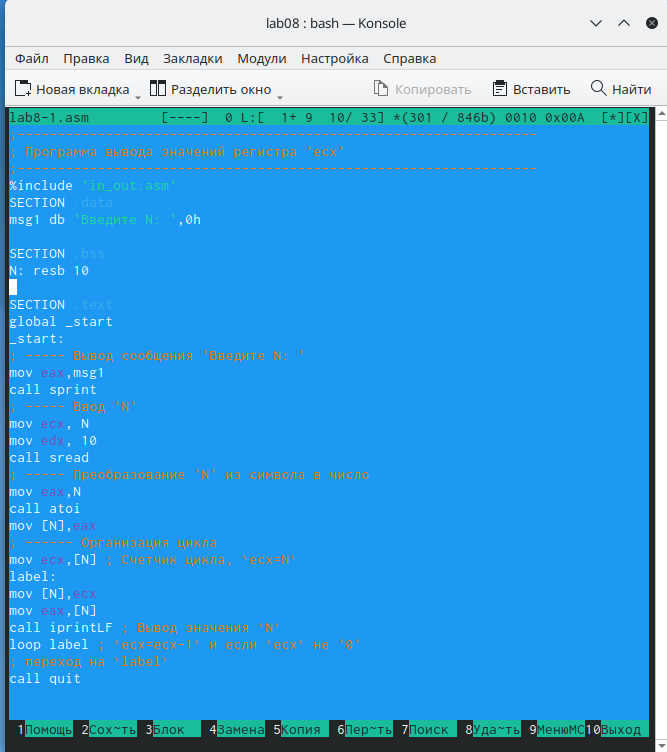 lab08 : bash — Konsole
Файл Правка Вид Закладки Модули Настройка Справка
Новая вкладка Разделить окно Копировать Вставить Найти
lab8-1.asm [----] 0 L:[ 1+ 9 10/ 33] *(301 / 846b) 0010 0x00A [*][X]
;-----------------------------------------------------------------
; Программа вывода значений регистра 'ecx'
;-----------------------------------------------------------------
%include 'in_out.asm'
SECTION .data
msg1 db 'Введите N: ',0h
SECTION .bss
N: resb 10
SECTION .text
global _start
_start:
; ----- Вывод сообщения 'Введите N: '
mov eax,msg1
call sprint
; ----- Ввод 'N'
mov ecx, N
mov edx, 10
call sread
; ----- Преобразование 'N' из символа в число
mov eax,N
call atoi
mov [N],eax
; ------ Организация цикла
mov ecx,[N] ; Счетчик цикла, `ecx=N`
label:
mov [N],ecx
mov eax,[N]
call iprintLF ; Вывод значения `N`
loop label ; `ecx=ecx-1` и если `ecx` не '0'
; переход на `label`
call quit
1Помощь 2Сох~ть 3Блок 4Замена 5Копия 6Пер~ть 7Поиск 8Уда~ть 9МенюMC 10Выход